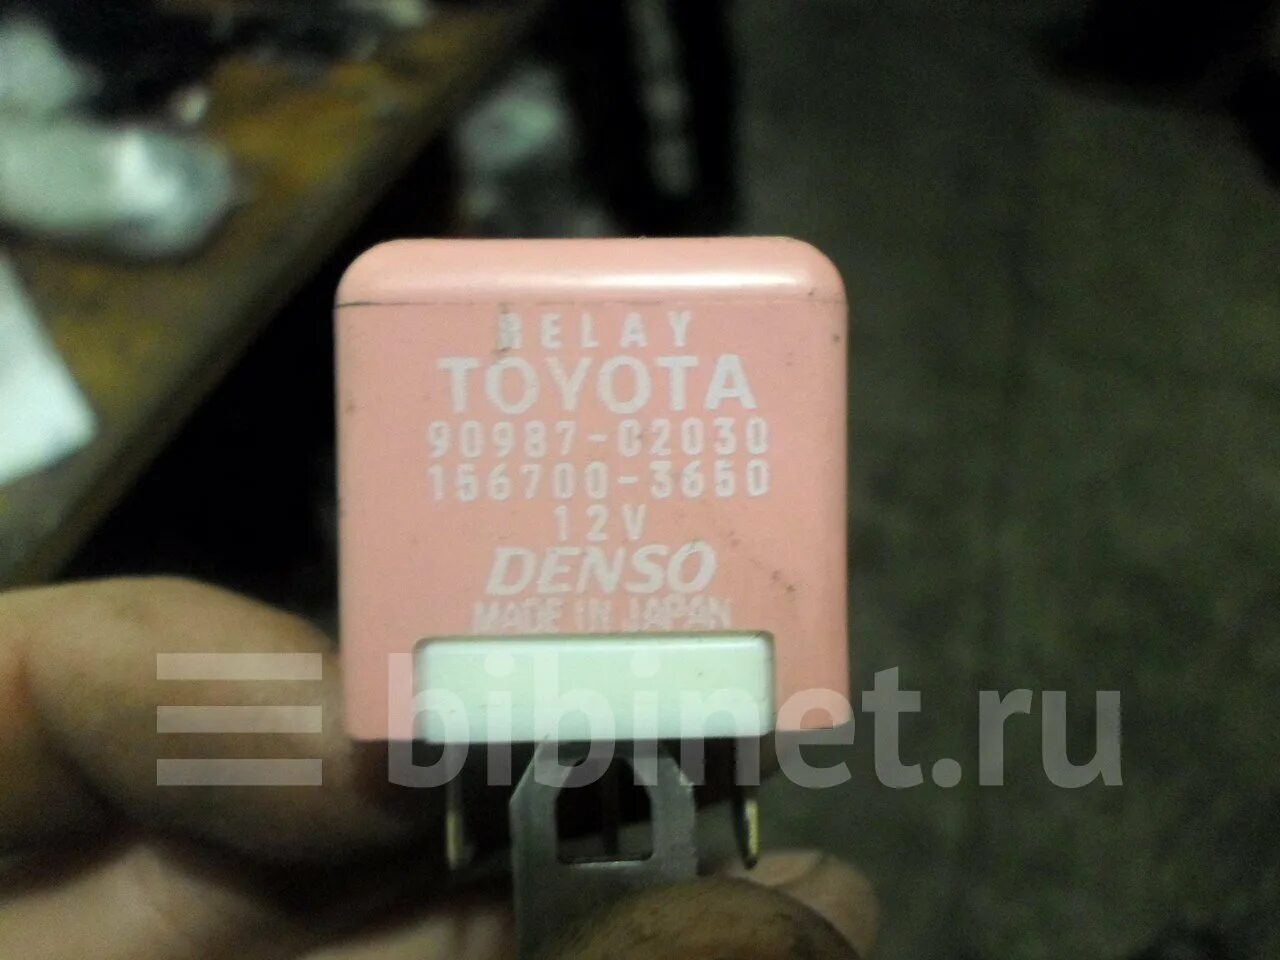 RELAY
TOYOTA
90987-02030
156700-3650
12V
DENSO
MADE IN JAPAN
bibinet.ru